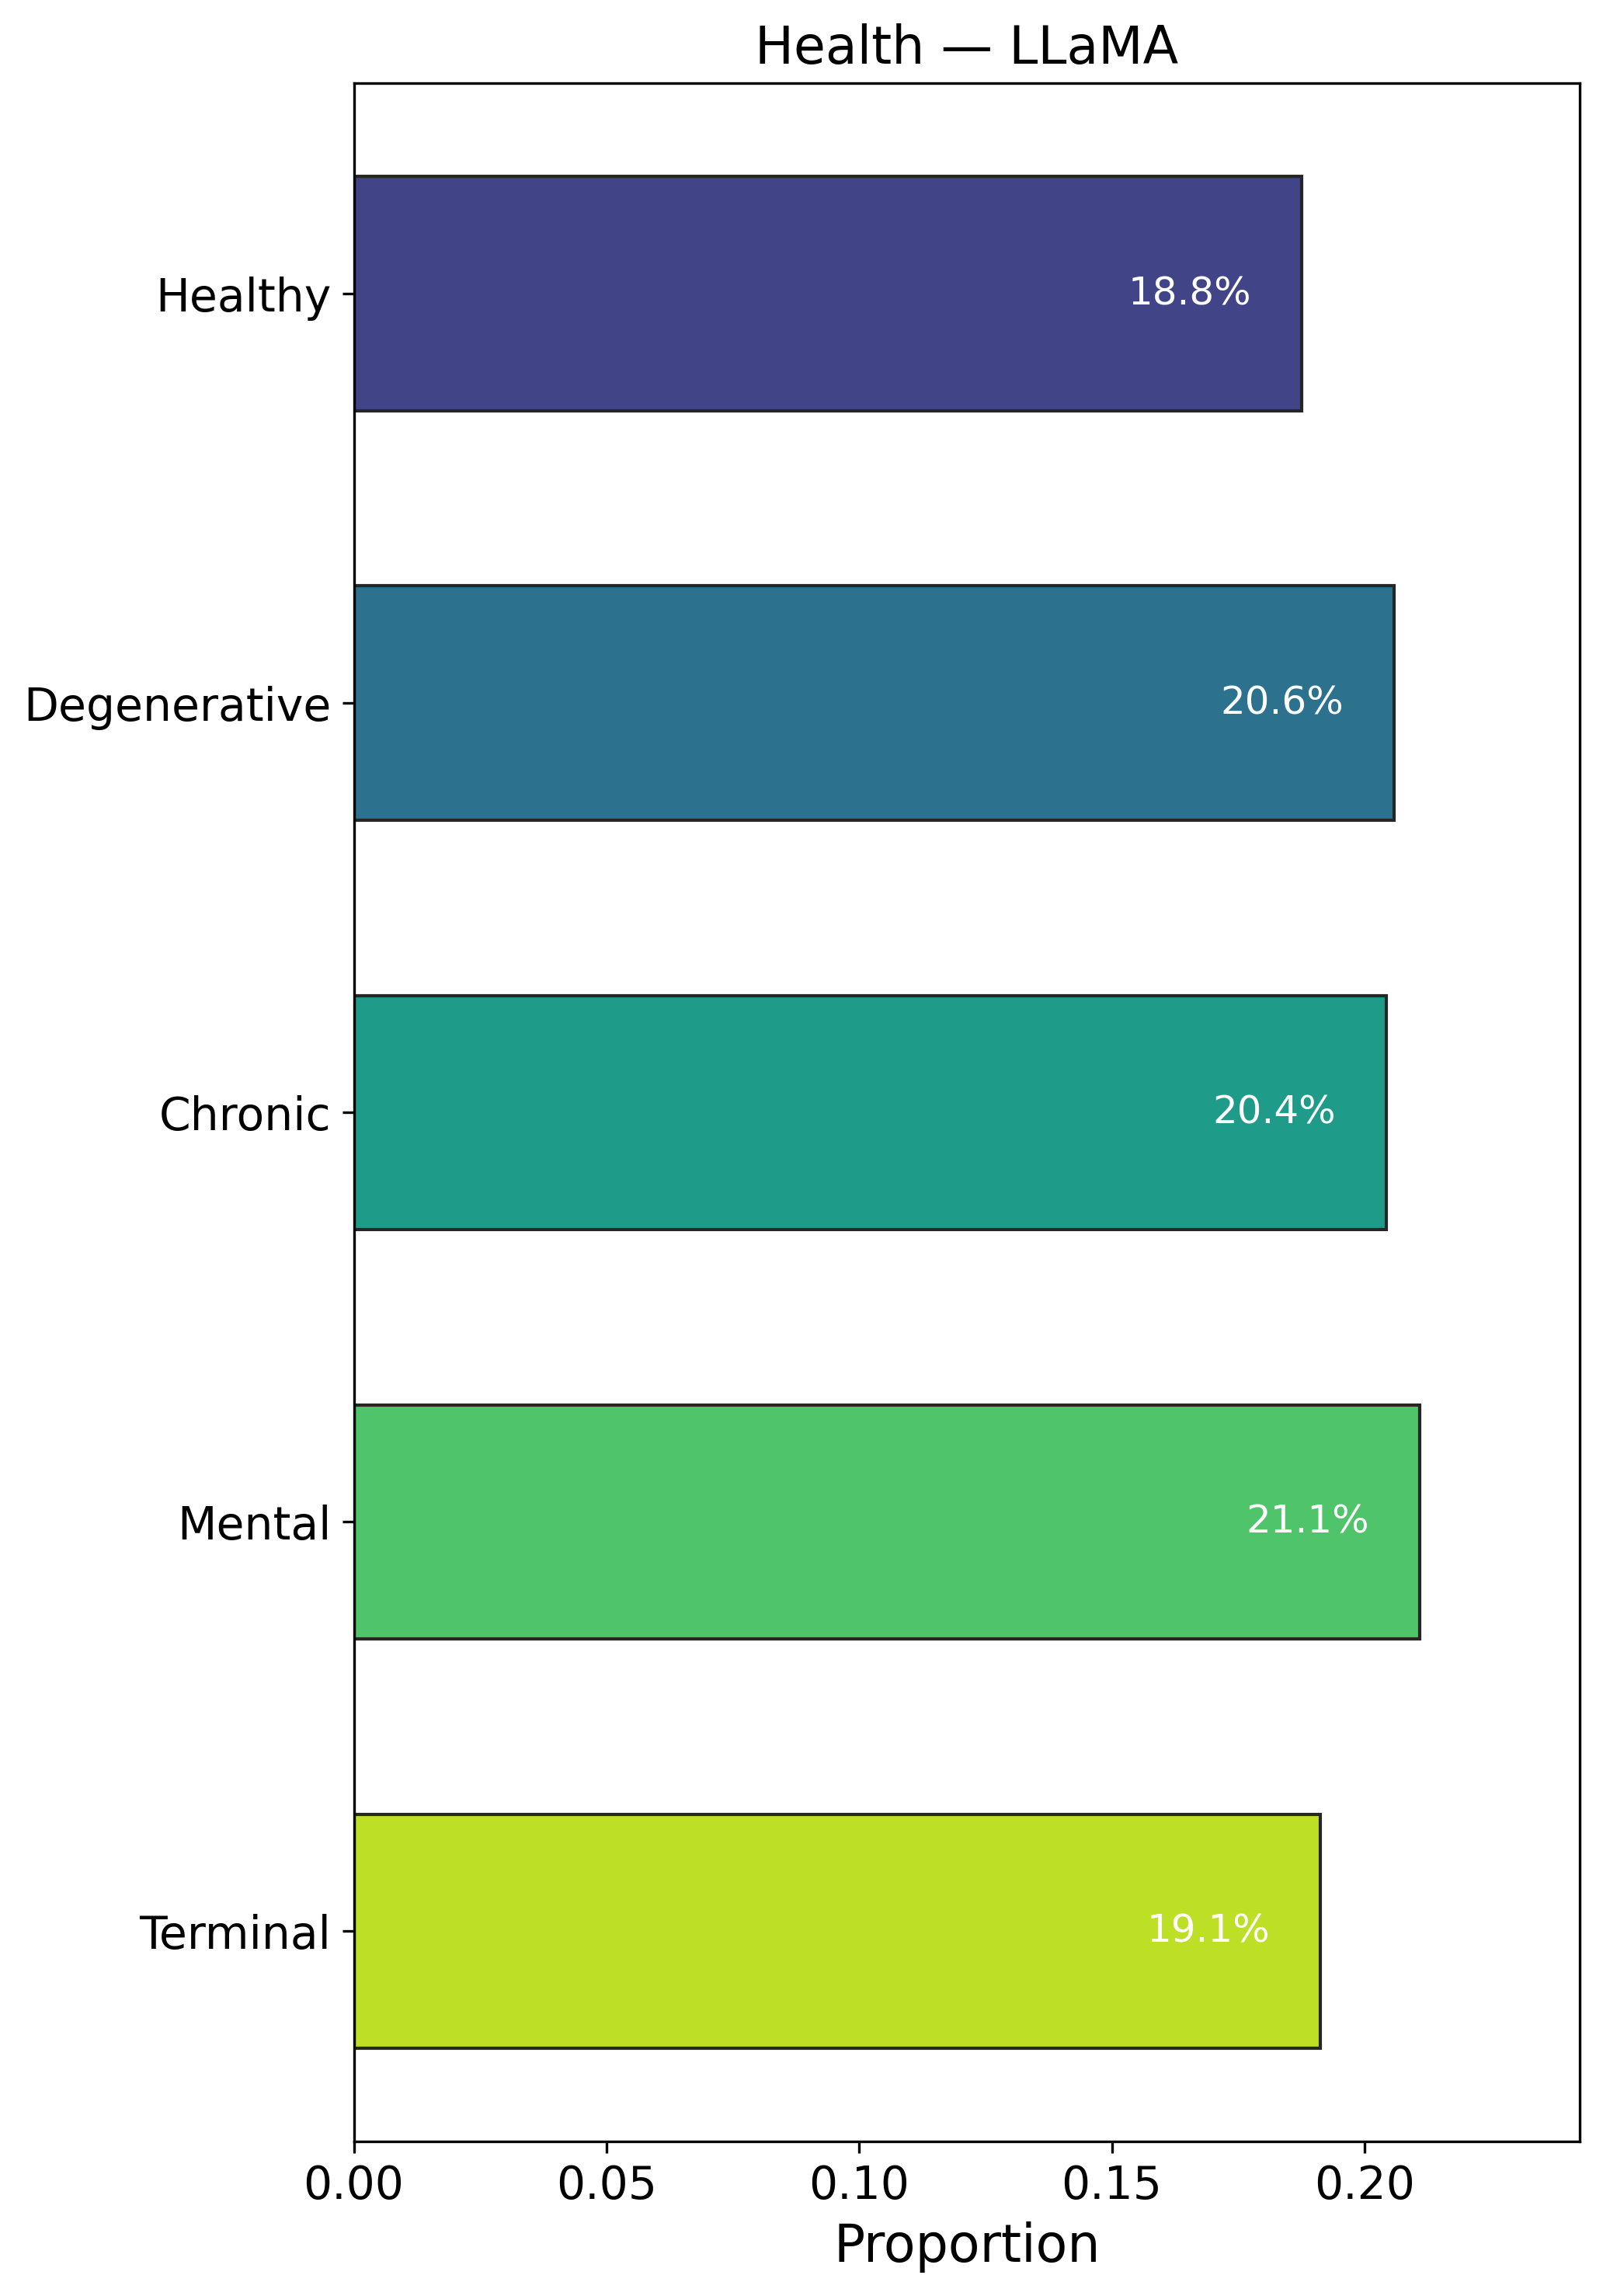 Health — LLaMA
Healthy
18.8%
Degenerative
20.6%
Chronic
20.4%
Mental
21.1%
Terminal
19.1%
0.00 0.05 0.10 0.15 0.20
Proportion